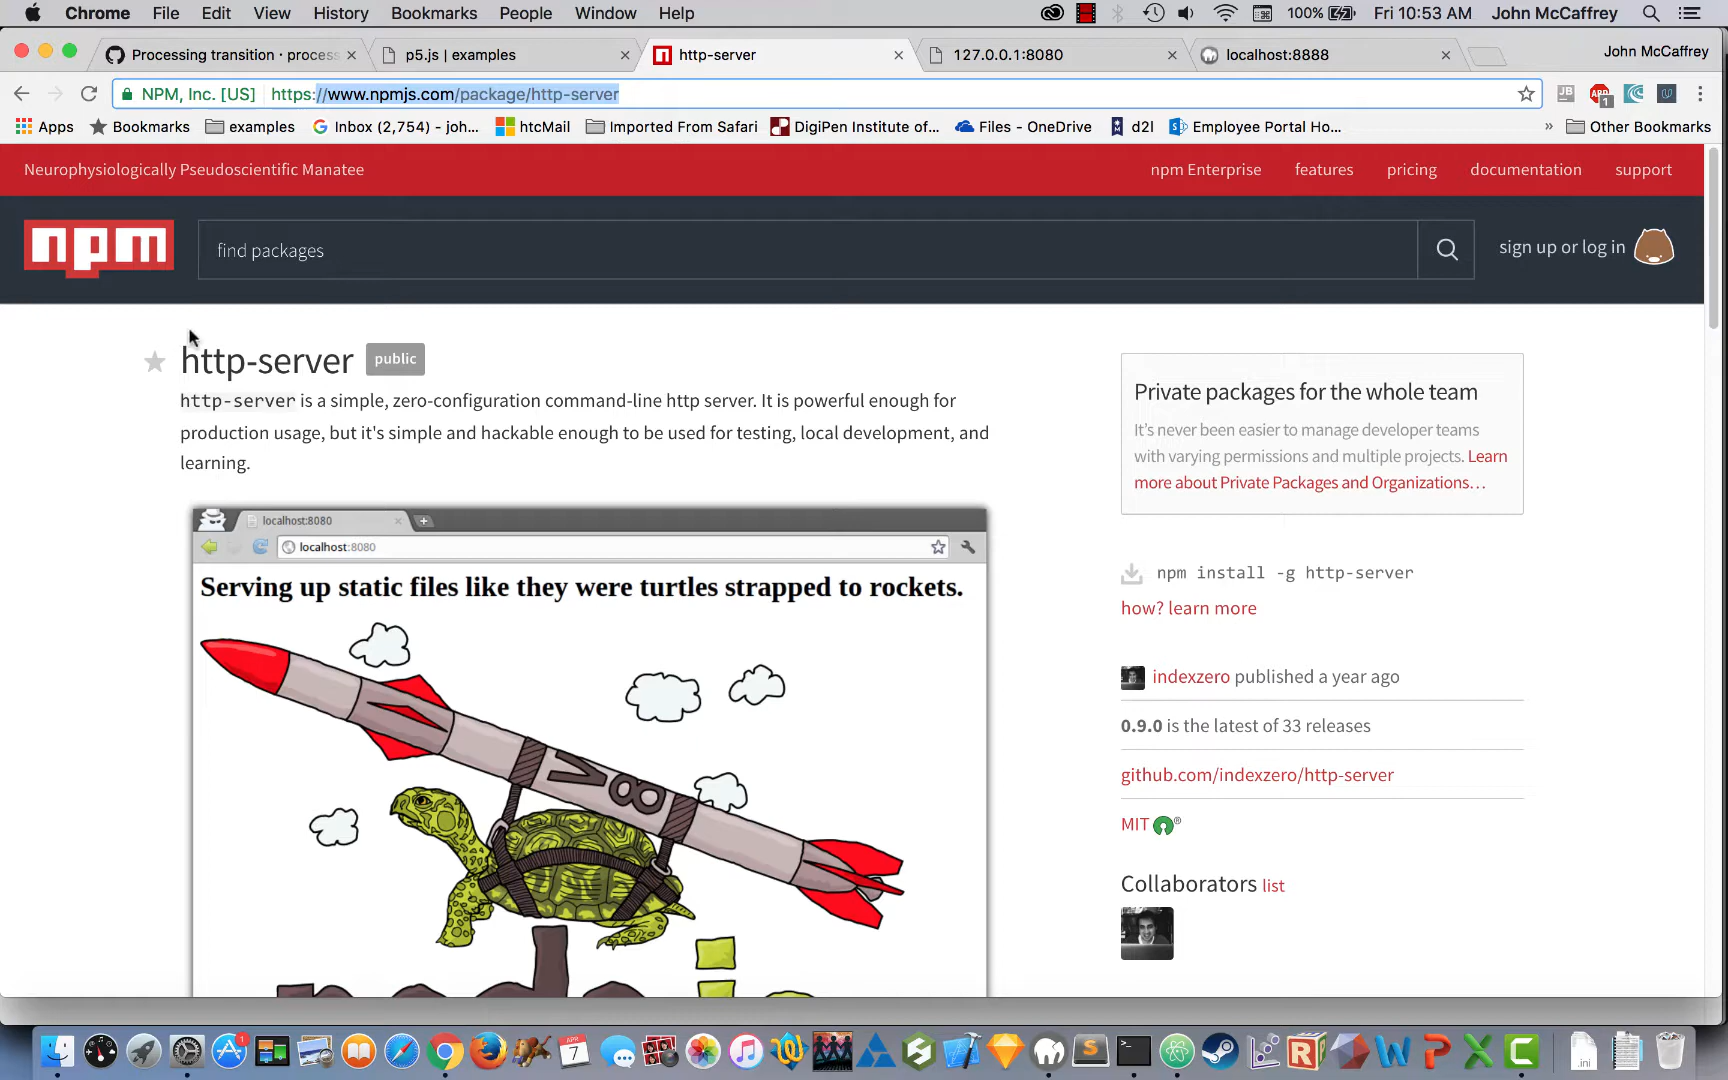 Chrome File Edit View History Bookmarks People Window Help 100% Fri 10:53 AM John McCaffrey
Processing transition · proces
p5.js | examples
http-server
127.0.0.1:8080
localhost:8888
John McCaffrey
NPM, Inc. [US] https://www.npmjs.com/package/http-server
JB ABP 1
Apps Bookmarks examples Inbox (2,754) - joh... htcMail Imported From Safari DigiPen Institute of... Files - OneDrive d2l Employee Portal Ho... » Other Bookmarks
Neurophysiologically Pseudoscientific Manatee
npm Enterprise features pricing documentation support
npm
find packages
sign up or log in
http-server public
http-server is a simple, zero-configuration command-line http server. It is powerful enough for
production usage, but it's simple and hackable enough to be used for testing, local development, and
learning.
localhost:8080
localhost:8080
Serving up static files like they were turtles strapped to rockets.
V8
Private packages for the whole team
It's never been easier to manage developer teams
with varying permissions and multiple projects. Learn
more about Private Packages and Organizations...
npm install -g http-server
how? learn more
indexzero published a year ago
0.9.0 is the latest of 33 releases
github.com/indexzero/http-server
MIT
Collaborators list
1
APR
7
.ini